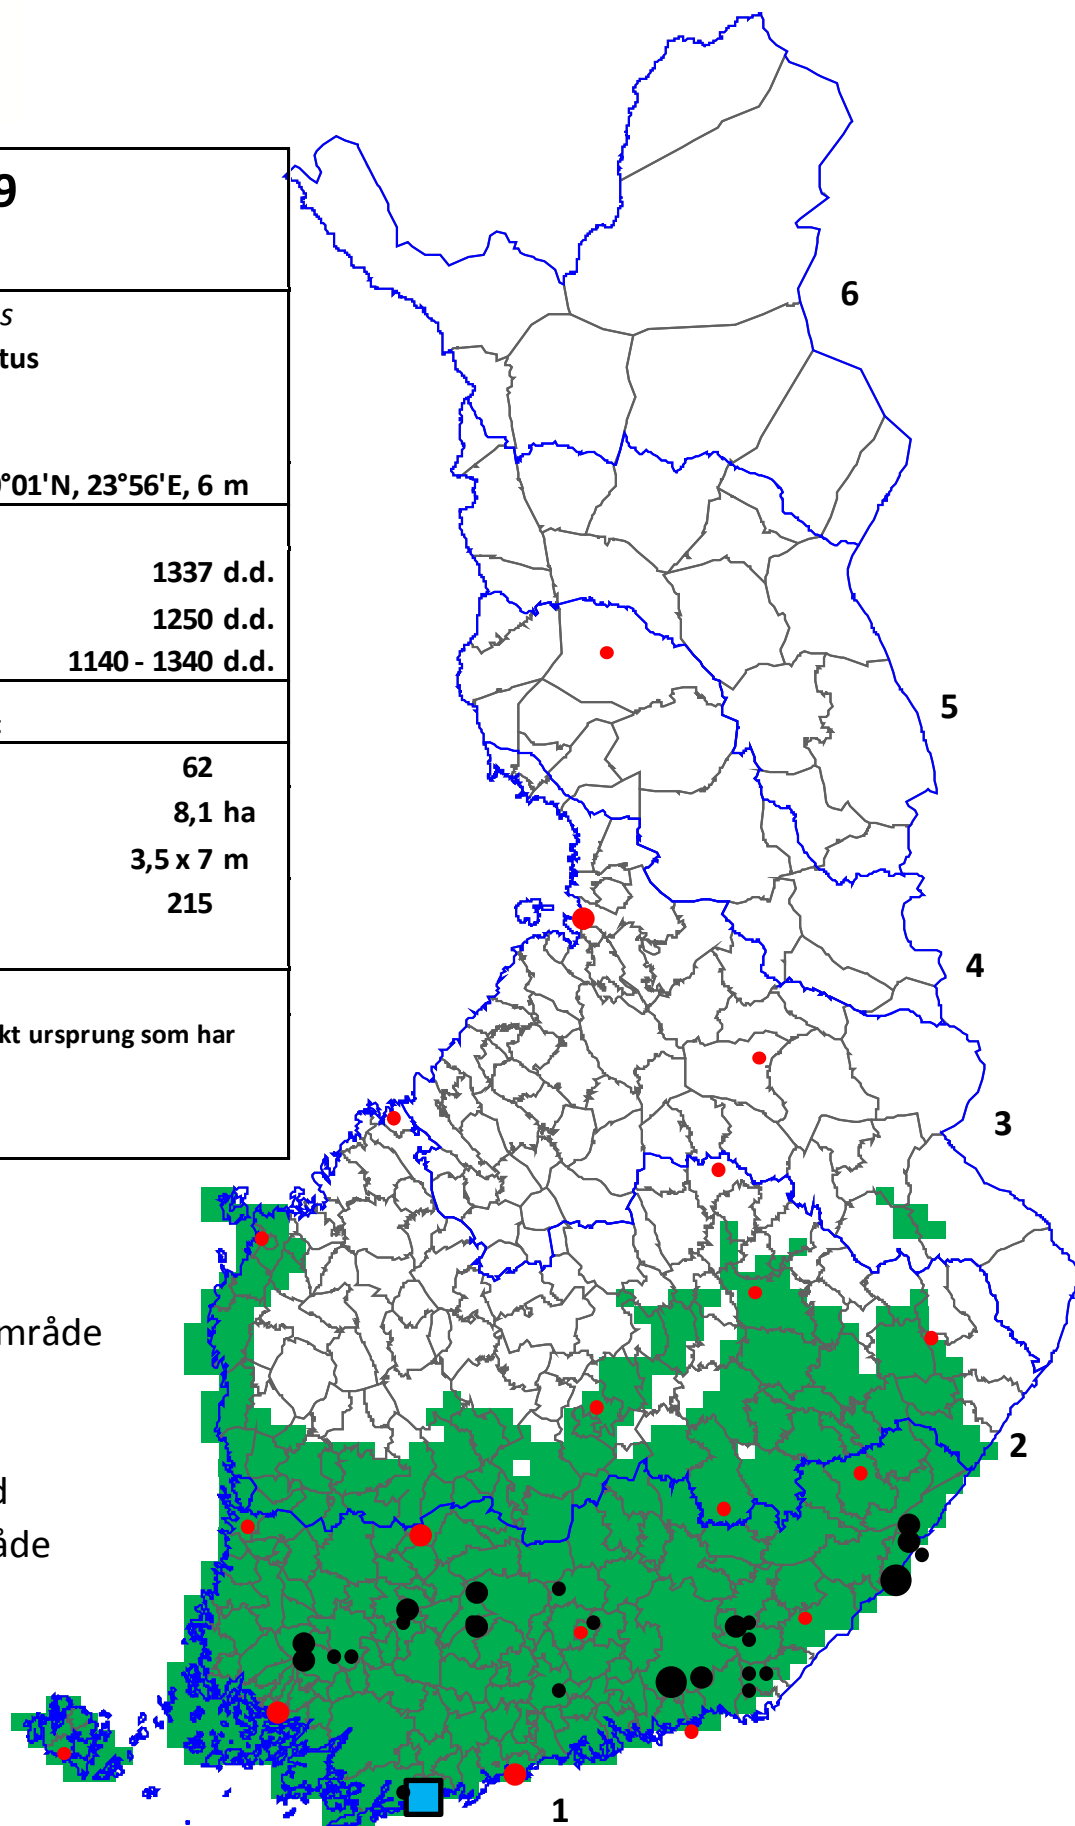 9
s
tus
°01'N, 23°56'E, 6 m
1337 d.d.
1250 d.d.
1140 - 1340 d.d.
:
62
8,1 ha
3,5 x 7 m
215
kt ursprung som har
område
d
åde
6
5
4
3
2
1